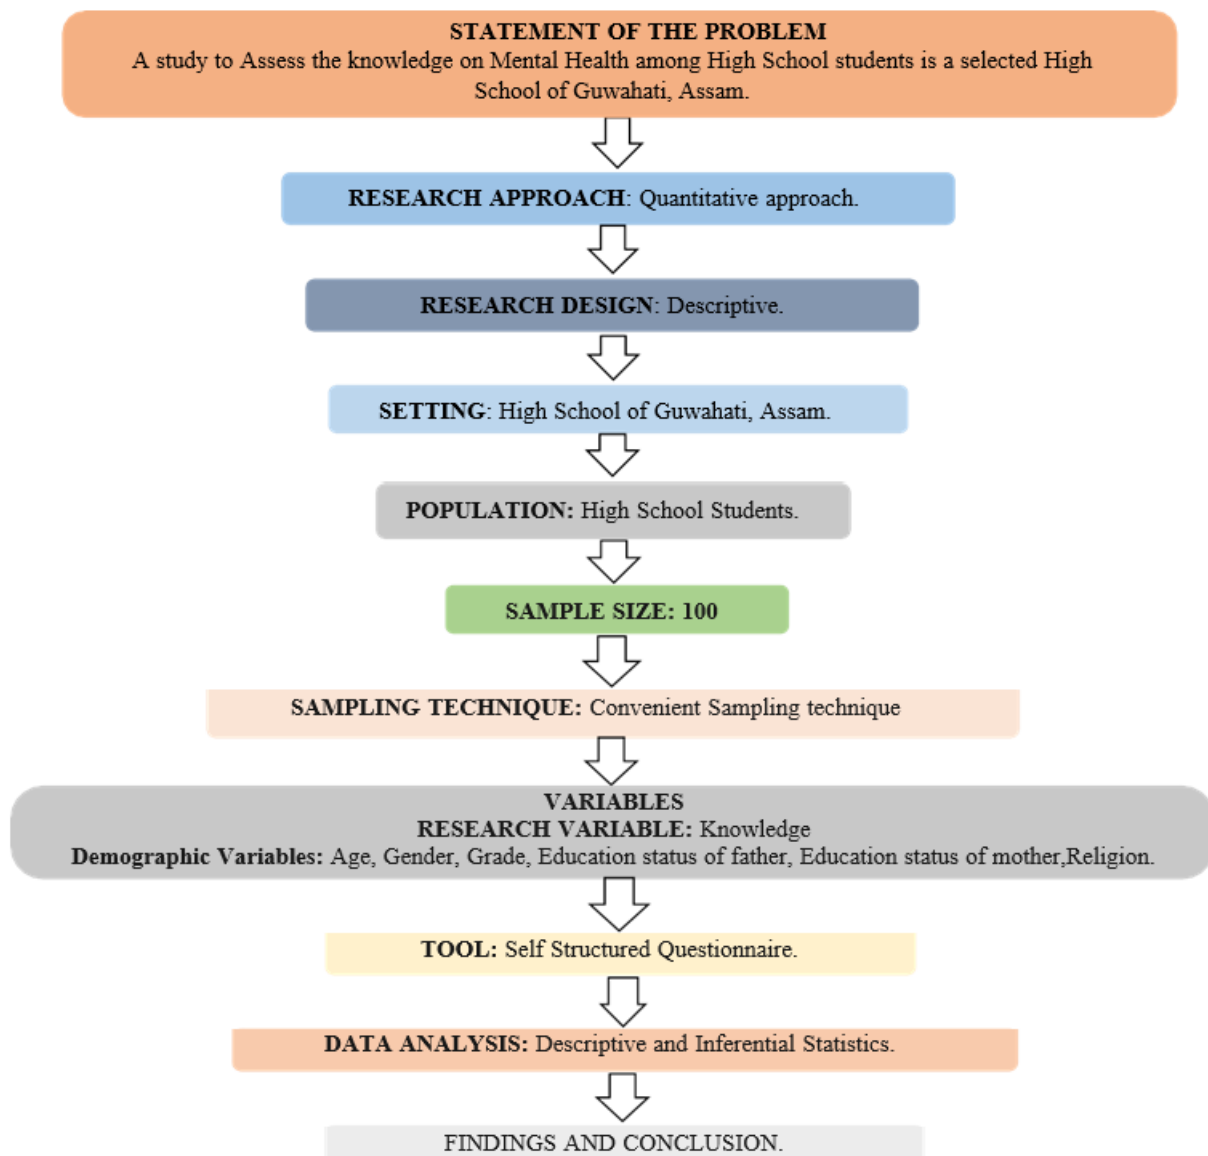 STATEMENT OF THE PROBLEM
A study to Assess the knowledge on Mental Health among High School students is a selected High
School of Guwahati, Assam.
RESEARCH APPROACH: Quantitative approach.
RESEARCH DESIGN: Descriptive.
SETTING: High School of Guwahati, Assam.
POPULATION: High School Students.
SAMPLE SIZE: 100
SAMPLING TECHNIQUE: Convenient Sampling technique
VARIABLES
RESEARCH VARIABLE: Knowledge
Demographic Variables: Age, Gender, Grade, Education status of father, Education status of mother,Religion.
TOOL: Self Structured Questionnaire.
DATA ANALYSIS: Descriptive and Inferential Statistics.
FINDINGS AND CONCLUSION.